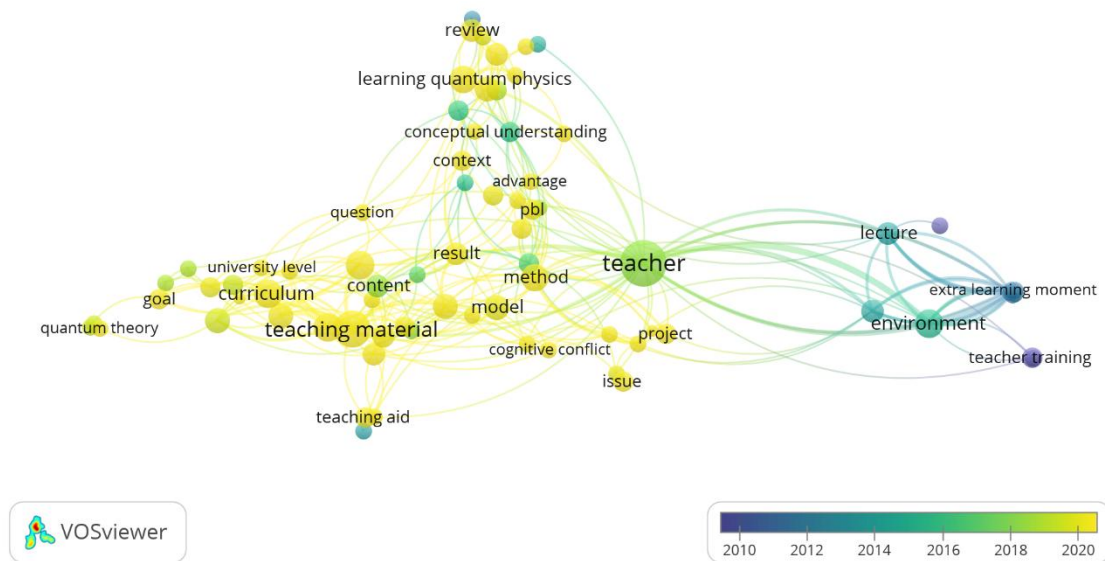 review
learning quantum physics
conceptual understanding
context
advantage
pbl
question
teacher
lecture
result
university level
method
content
curriculum
extra learning moment
goal
model
environment
quantum theory
teaching material
project
cognitive conflict
teacher training
issue
teaching aid
VOSviewer
2010 2012 2014 2016 2018 2020